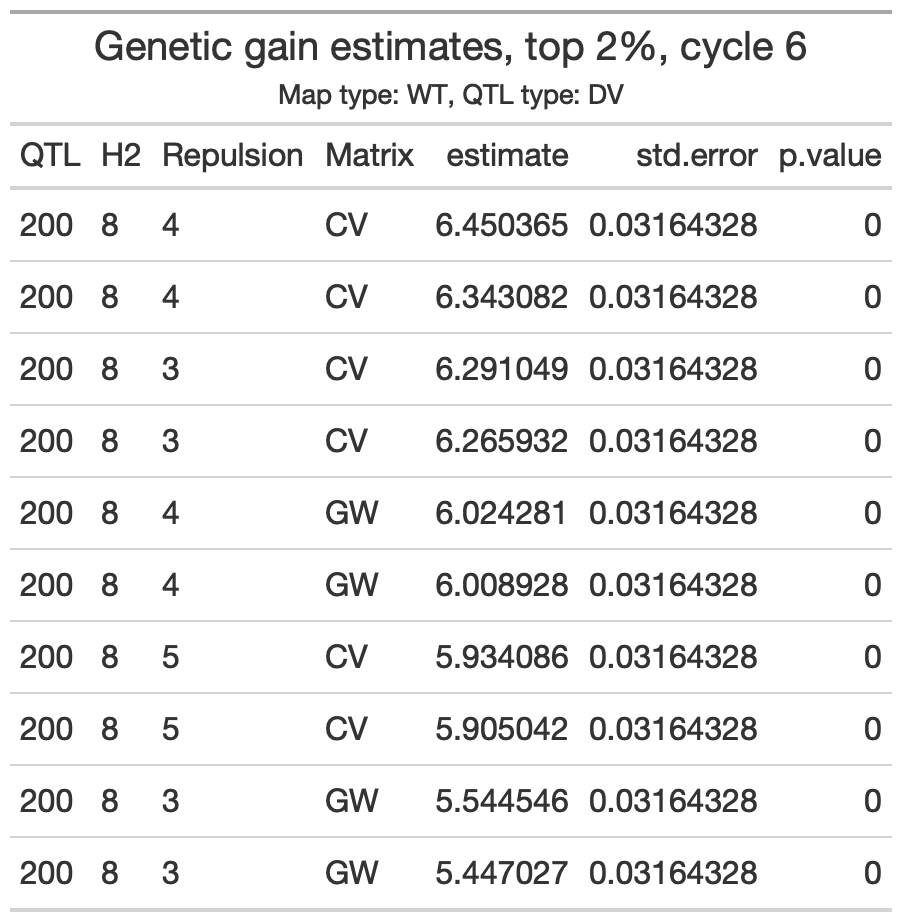 Genetic gain estimates, top 2%, cycle 6
Map type: WT, QTL type: DV
QTL H2 Repulsion Matrix estimate std.error p.value
200 8 4 CV 6.450365 0.03164328 0
200 8 4 CV 6.343082 0.03164328 0
200 8 3 CV 6.291049 0.03164328 0
200 8 3 CV 6.265932 0.03164328 0
200 8 4 GW 6.024281 0.03164328 0
200 8 4 GW 6.008928 0.03164328 0
200 8 5 CV 5.934086 0.03164328 0
200 8 5 CV 5.905042 0.03164328 0
200 8 3 GW 5.544546 0.03164328 0
200 8 3 GW 5.447027 0.03164328 0